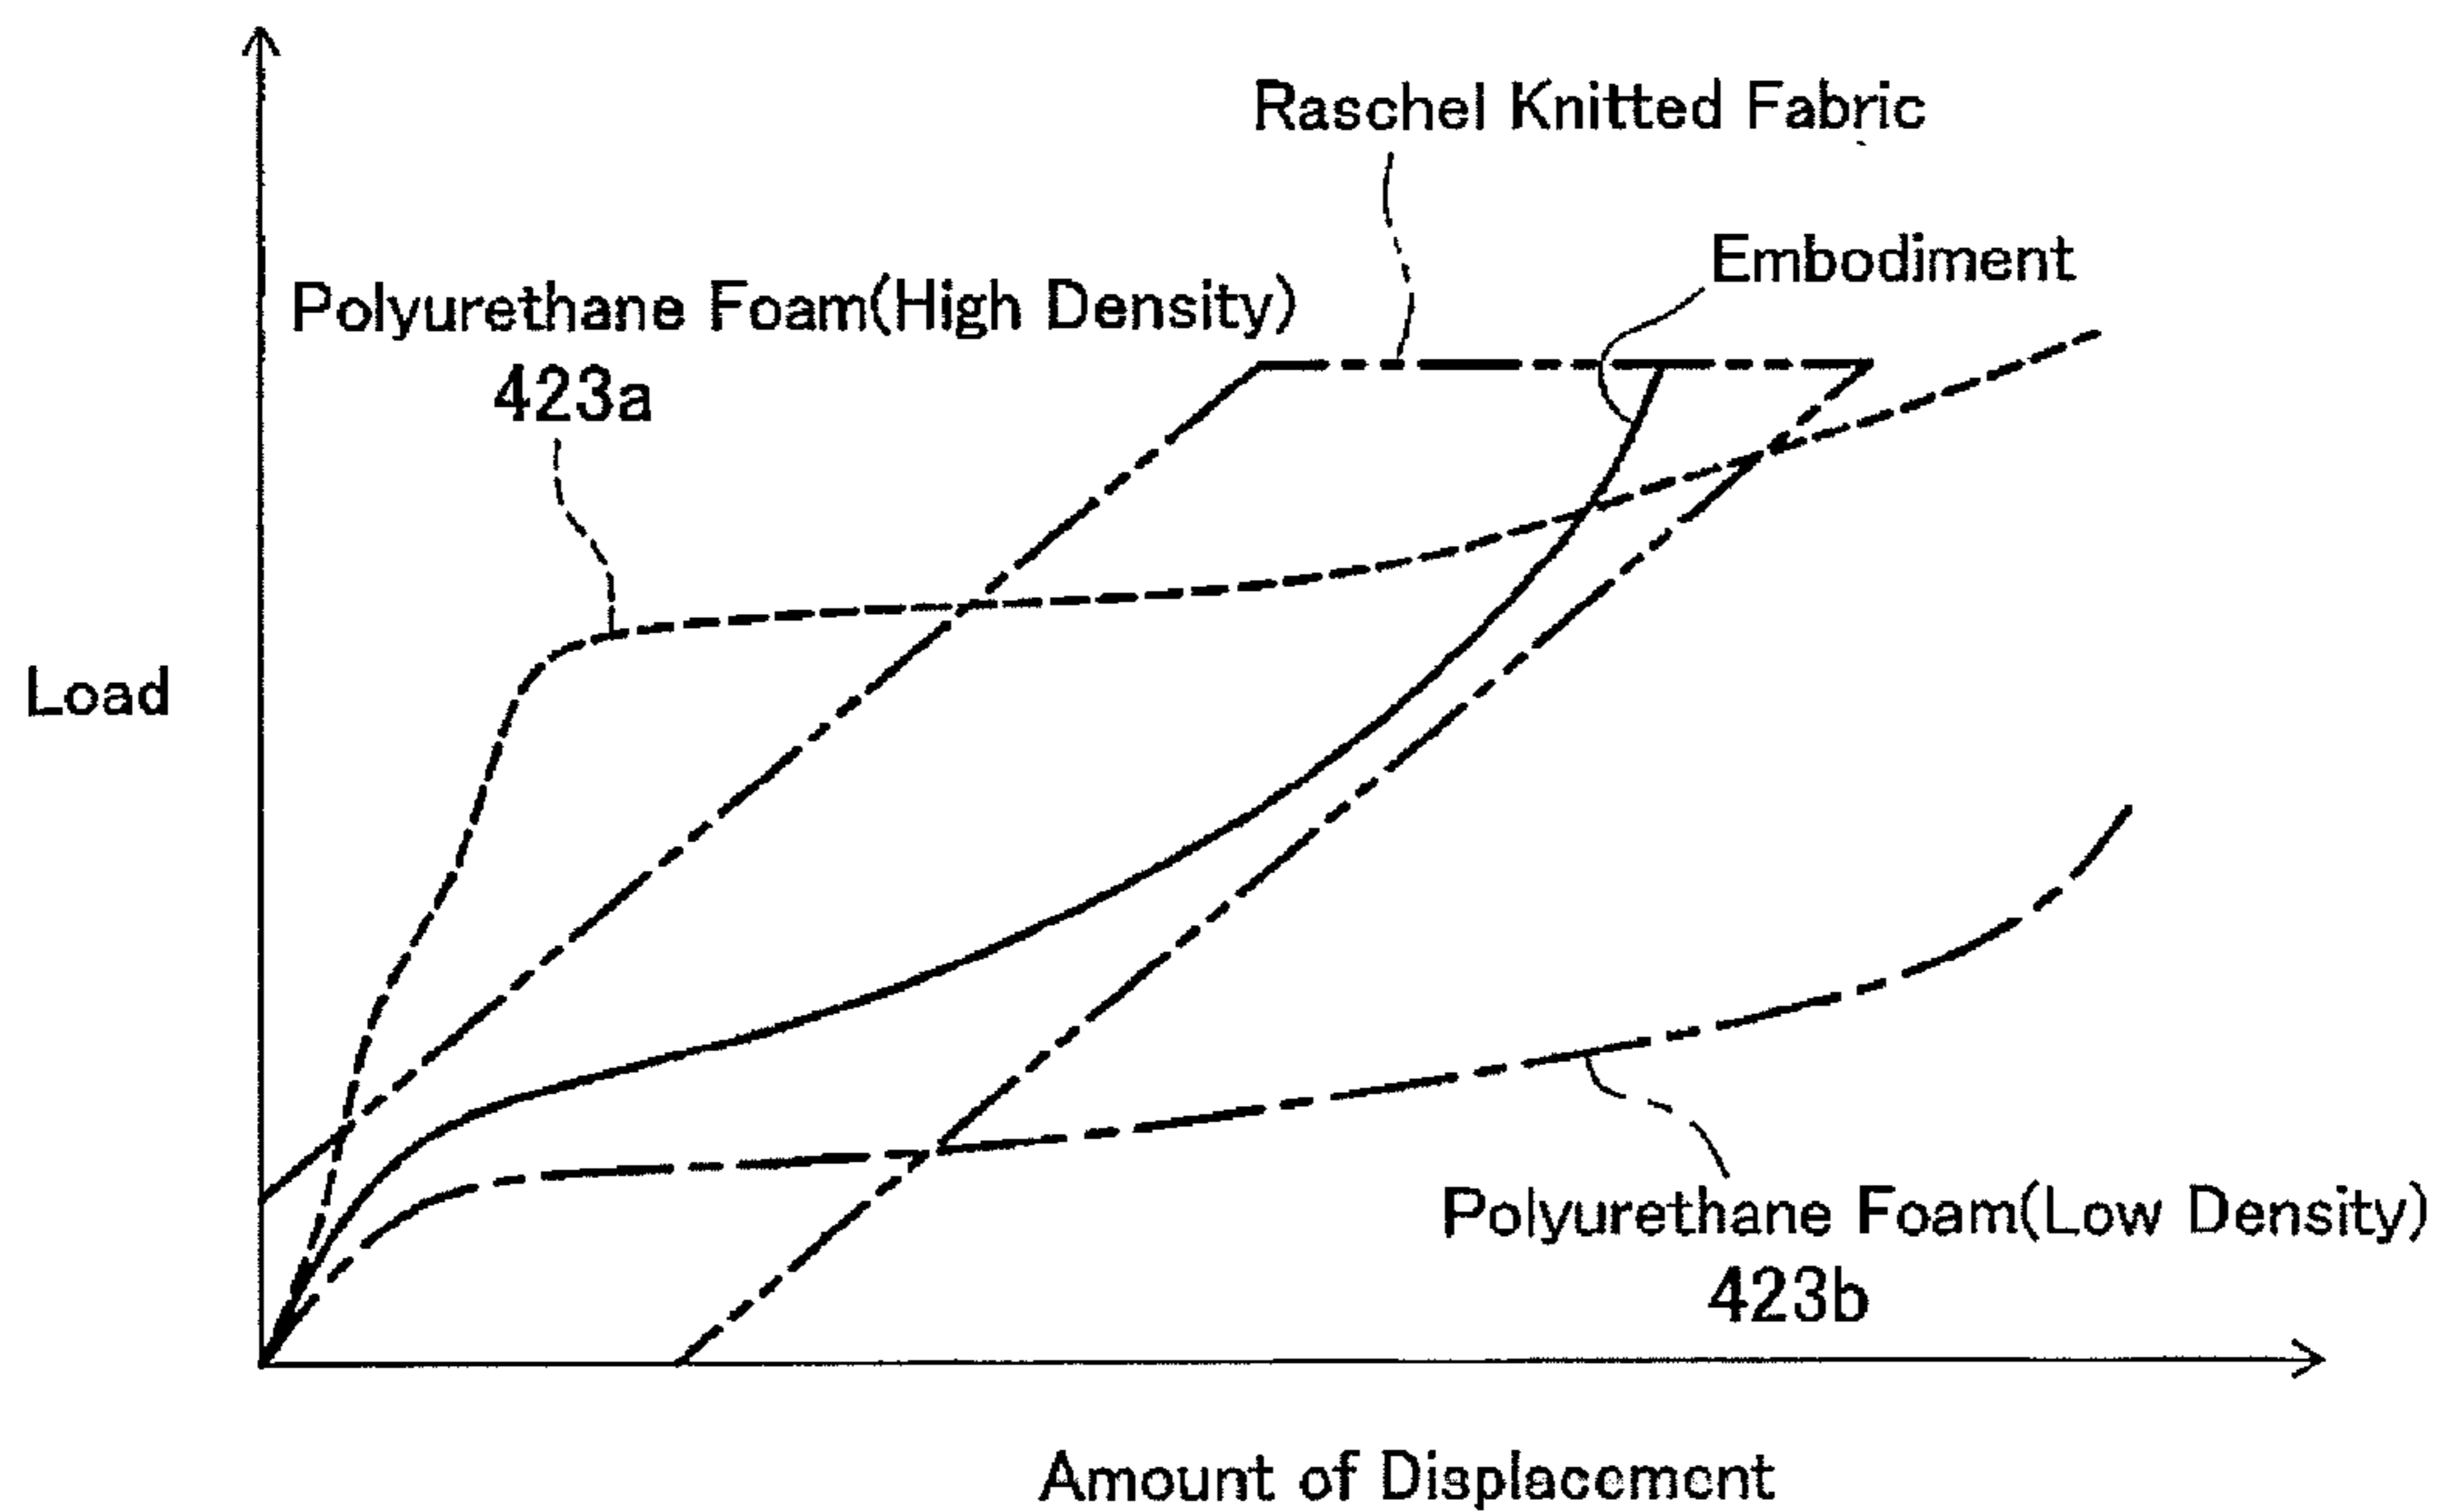 Raschel Knitted Fabric
Embodiment
Polyurethane Foam(High Density)
423a
Load
Polyurethane Foam(Low Density)
423b
Amount of Displacement